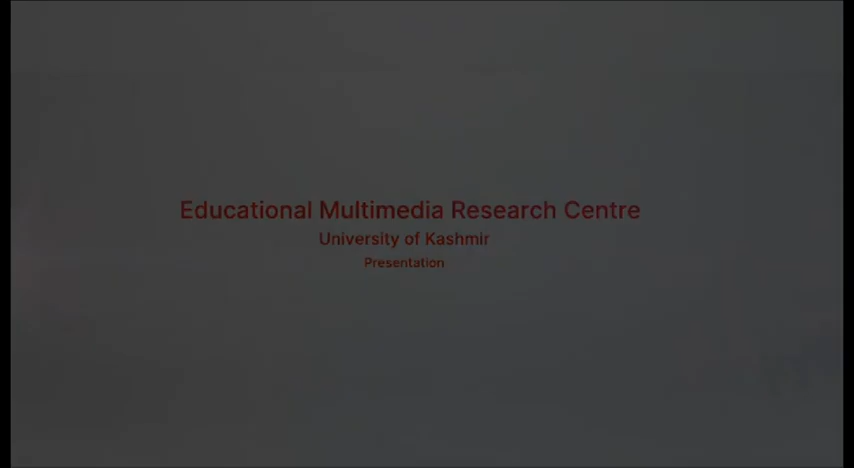 Educational Multimedia Research Centre
University of Kashmir
Presentation